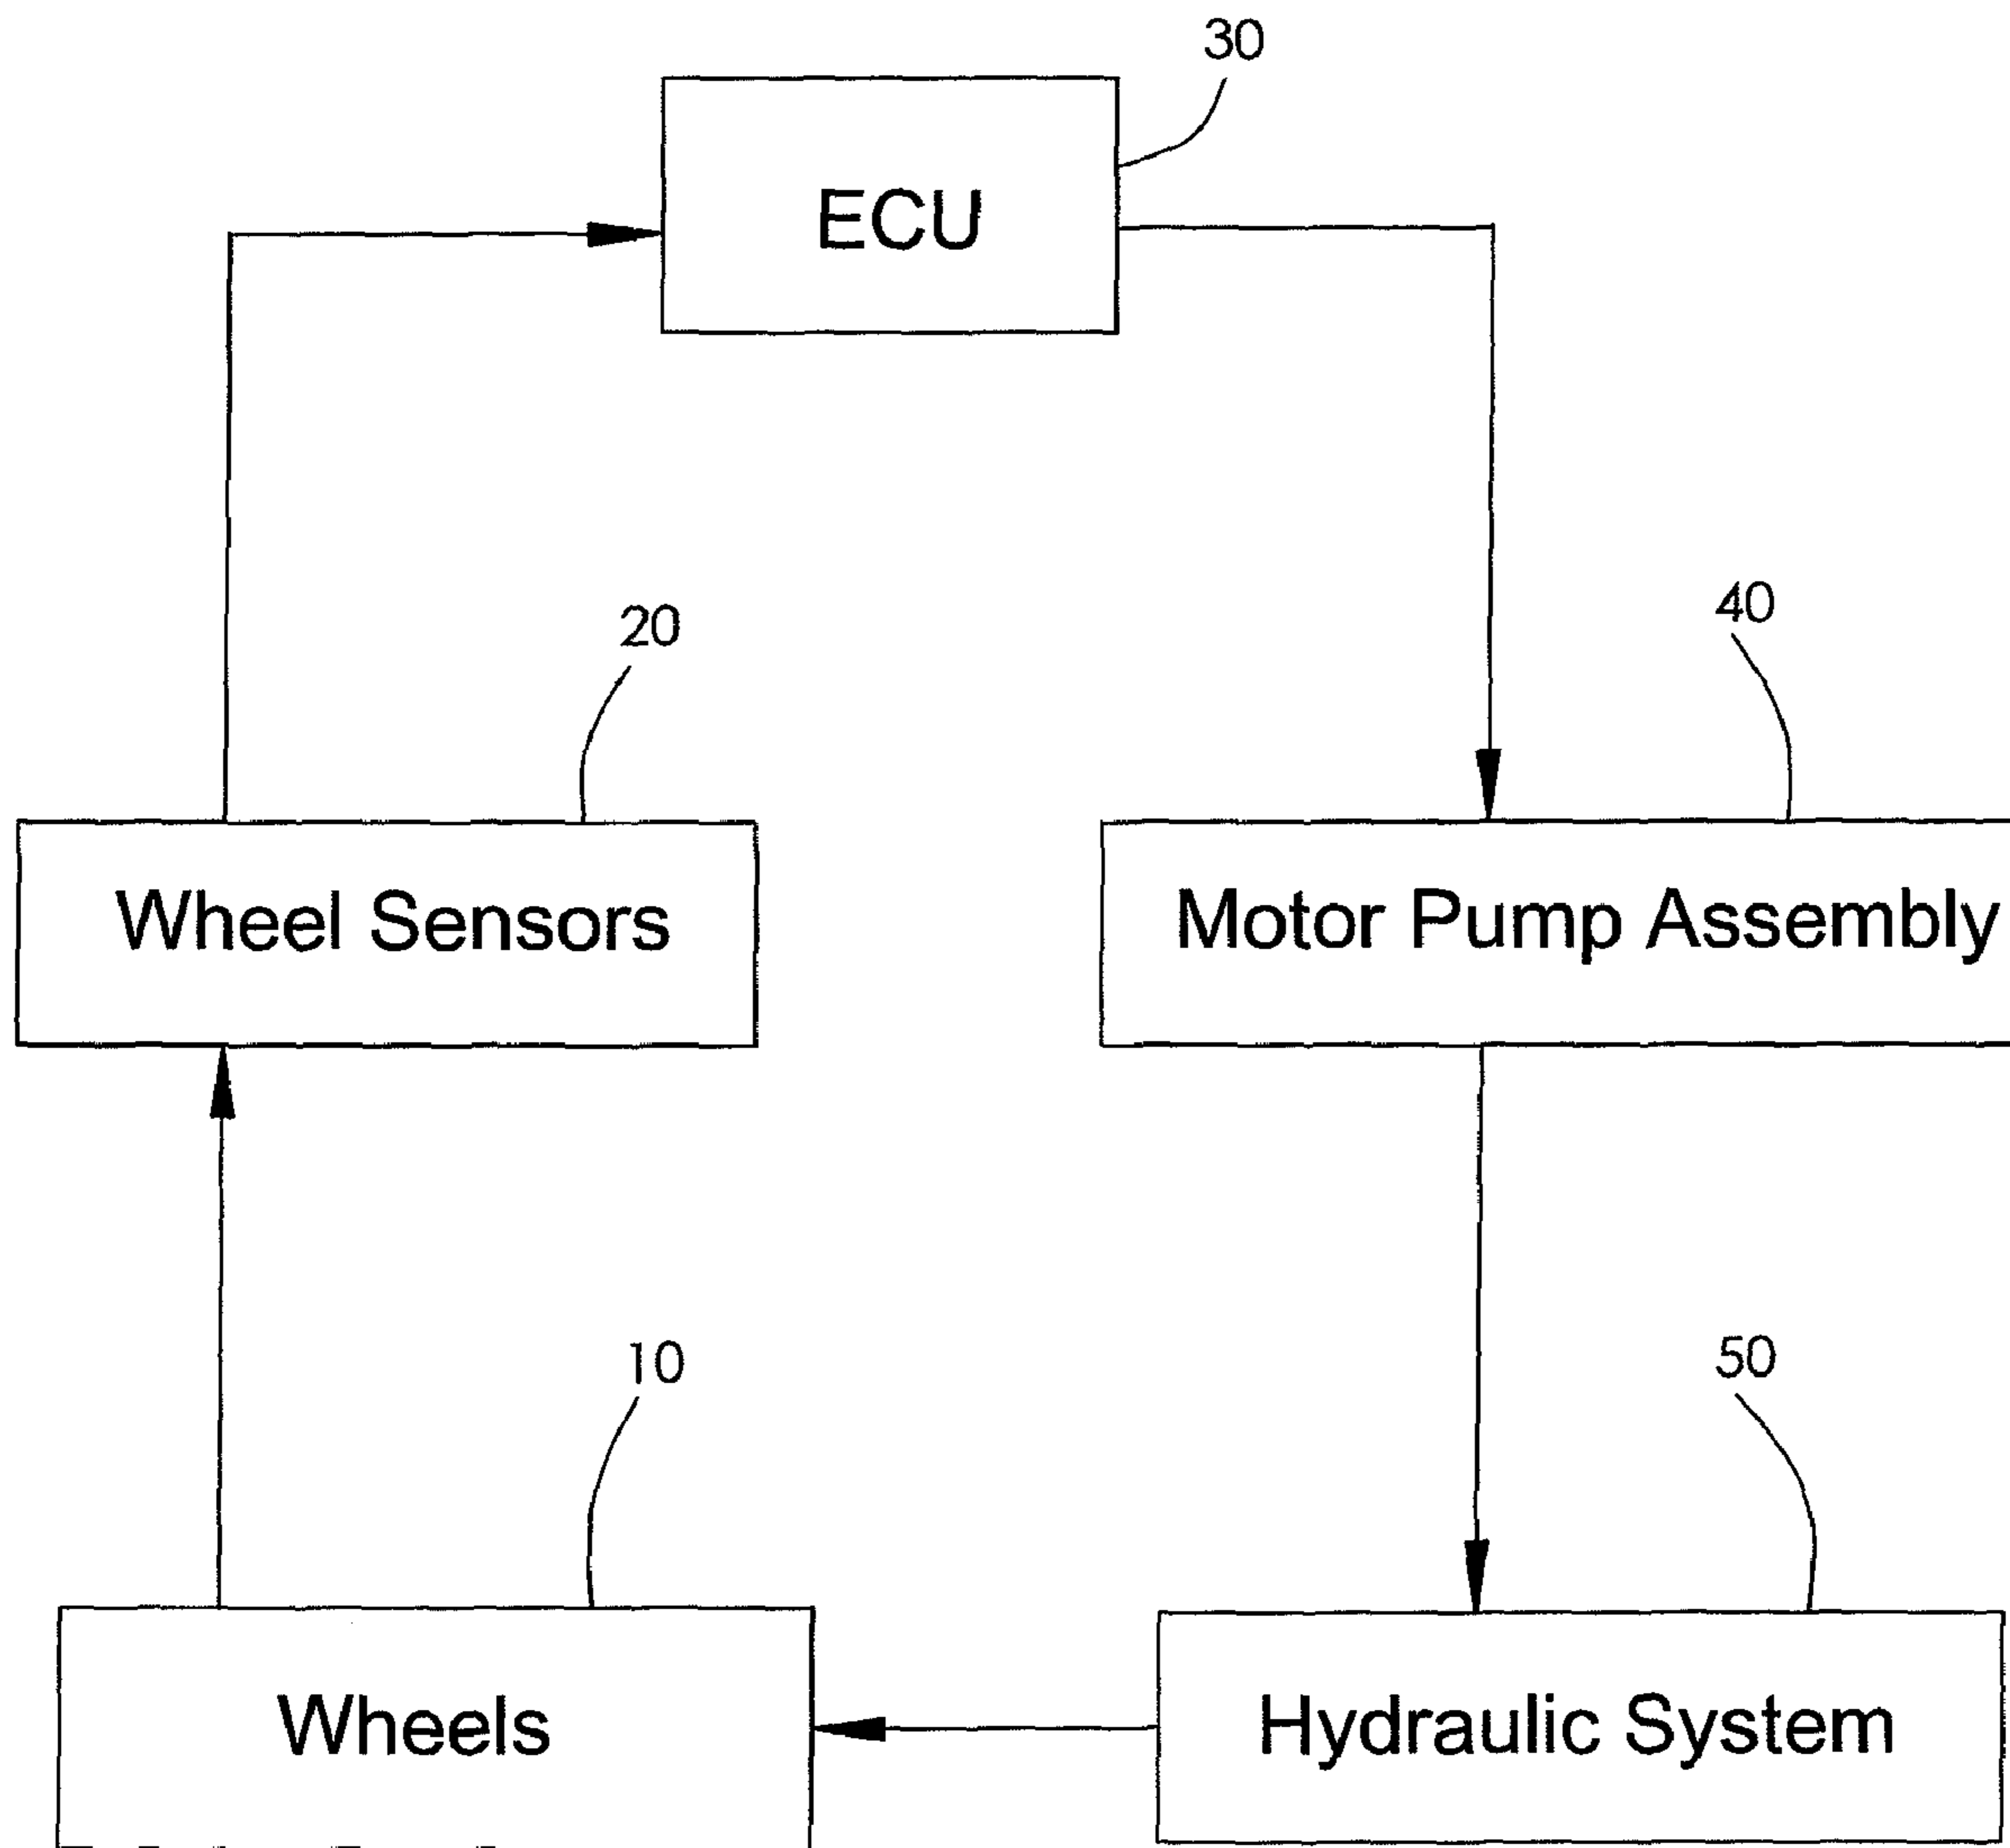 30
ECU
20
40
Wheel Sensors
Motor Pump Assembly
10
50
Wheels
Hydraulic System